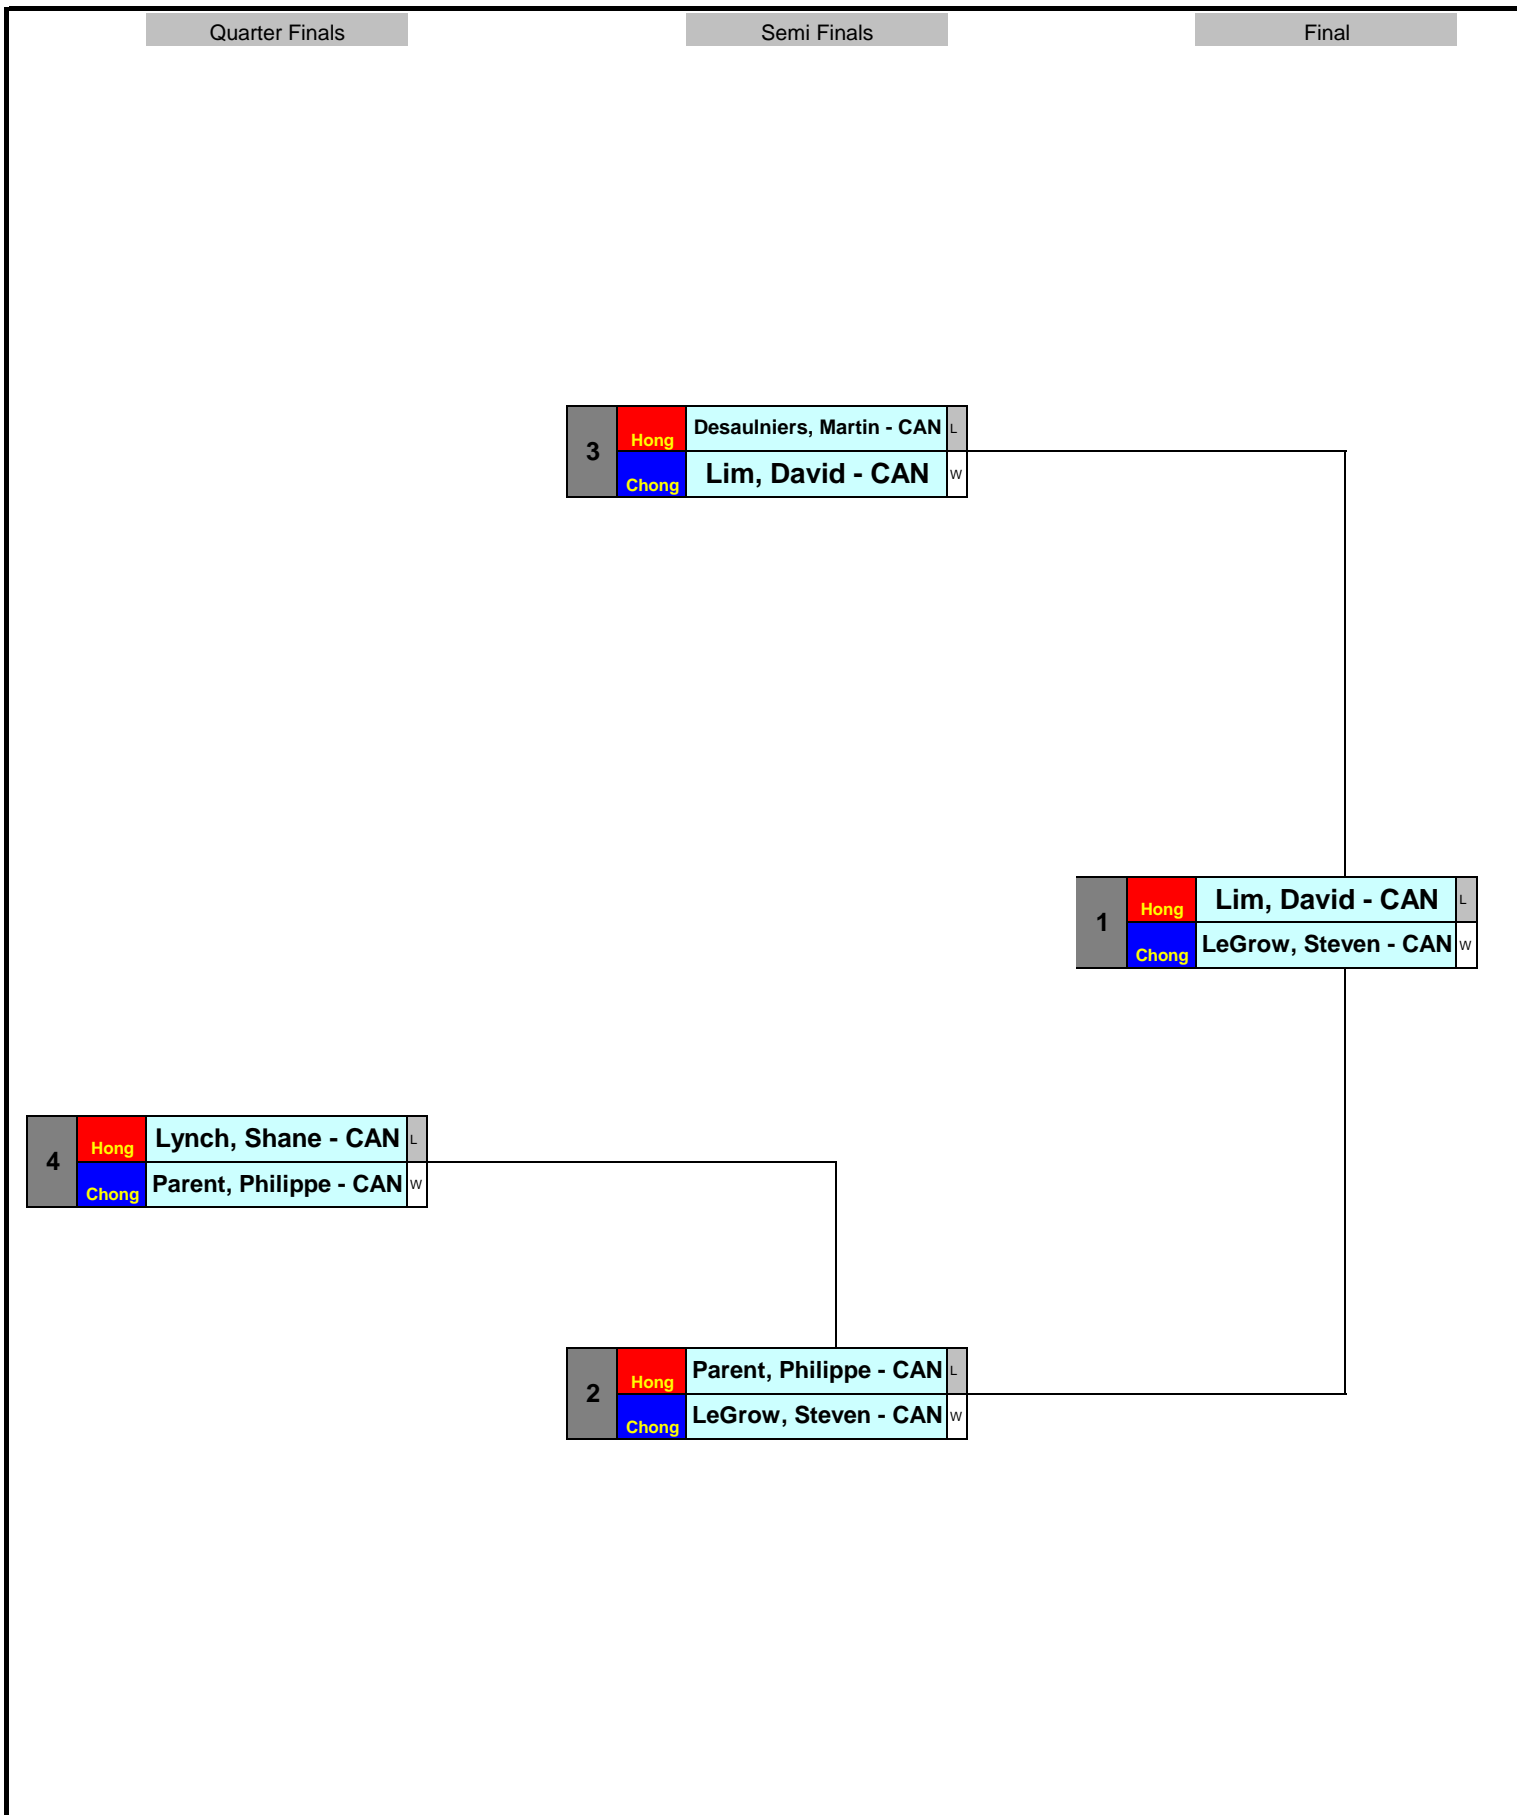 Quarter Finals Semi Finals Final
3 Hong Desaulniers, Martin - CAN L
Chong Lim, David - CAN W
1 Hong Lim, David - CAN L
Chong LeGrow, Steven - CAN W
4 Hong Lynch, Shane - CAN L
Chong Parent, Philippe - CAN W
2 Hong Parent, Philippe - CAN L
Chong LeGrow, Steven - CAN W